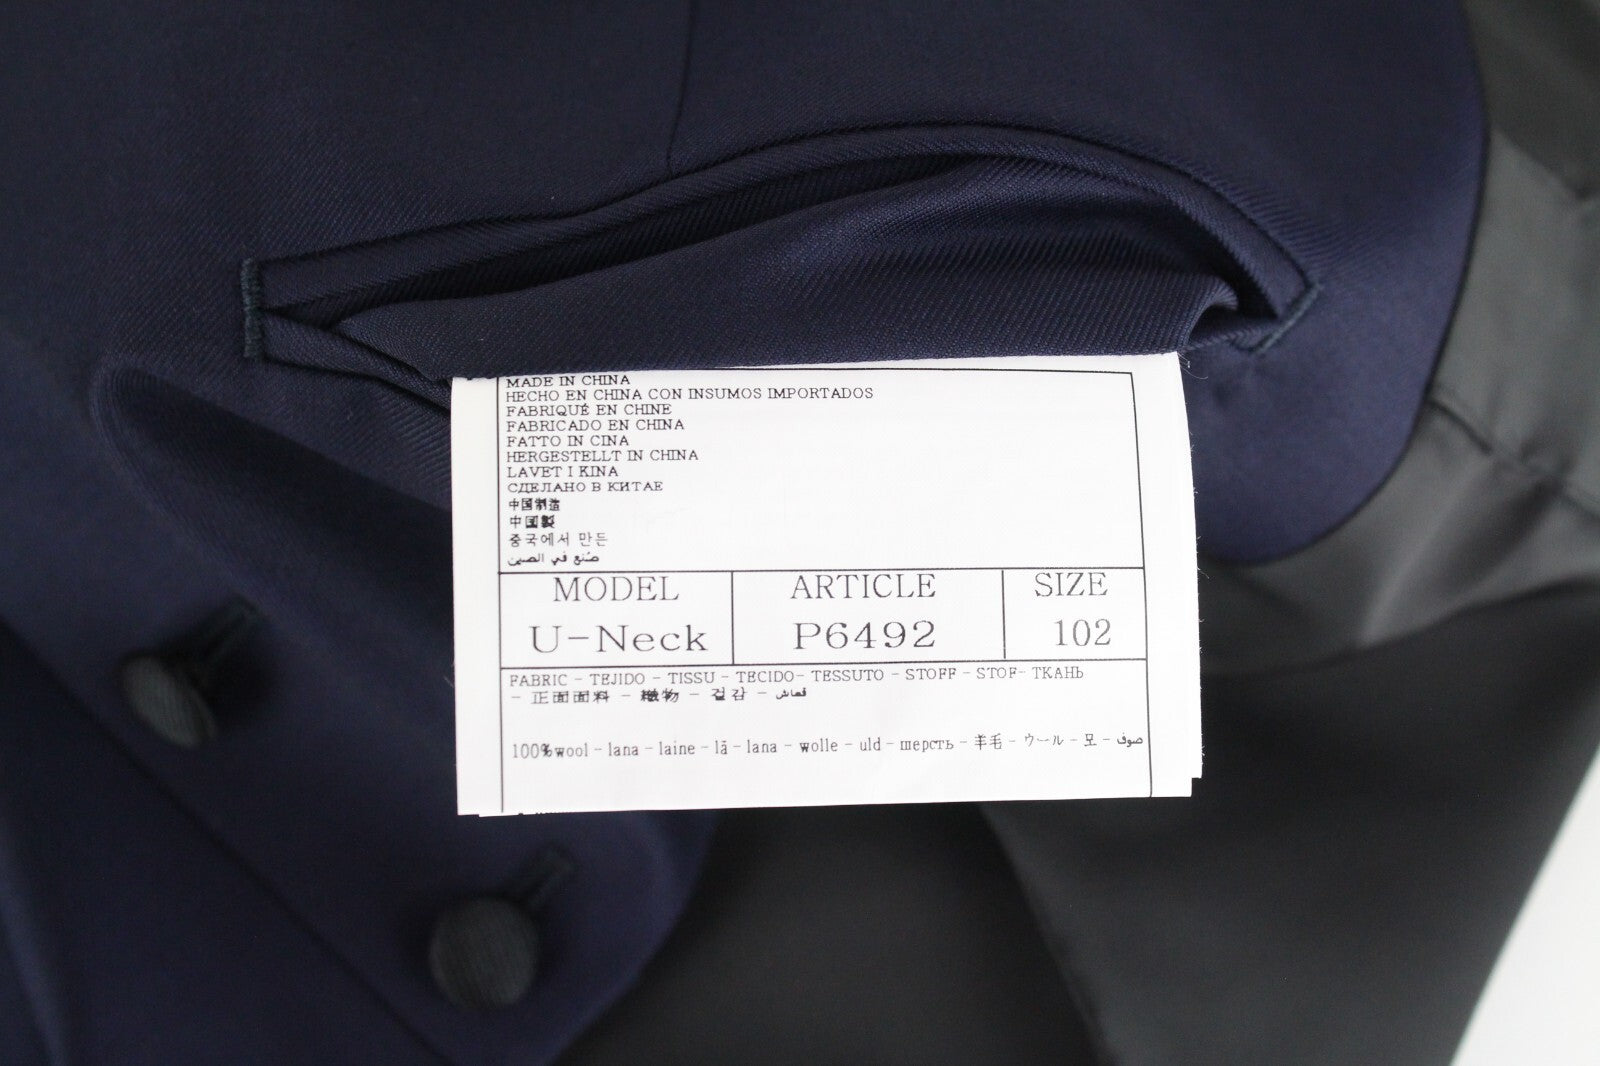 MADE IN CHINA
HECHO EN CHINA CON INSUMOS IMPORTADOS
FABRIQUÉ EN CHINE
FABRICADO EN CHINA
FATTO IN CINA
HERGESTELLT IN CHINA
LAVET I KINA
СДЕЛАНО В КИТАЕ
中国制造
中國製
중국에서 만든
صُنع في الصين
MODEL ARTICLE SIZE
U-Neck P6492 102
FABRIC - TEJIDO - TISSU - TECIDO- TESSUTO - STOFF - STOF- ТКАНЬ
- 正面面料 - 織物 - 겉감 - قماش
100%wool - lana - laine - lã - lana - wolle - uld - шерсть - 羊毛 - ウール - 모 - صوف